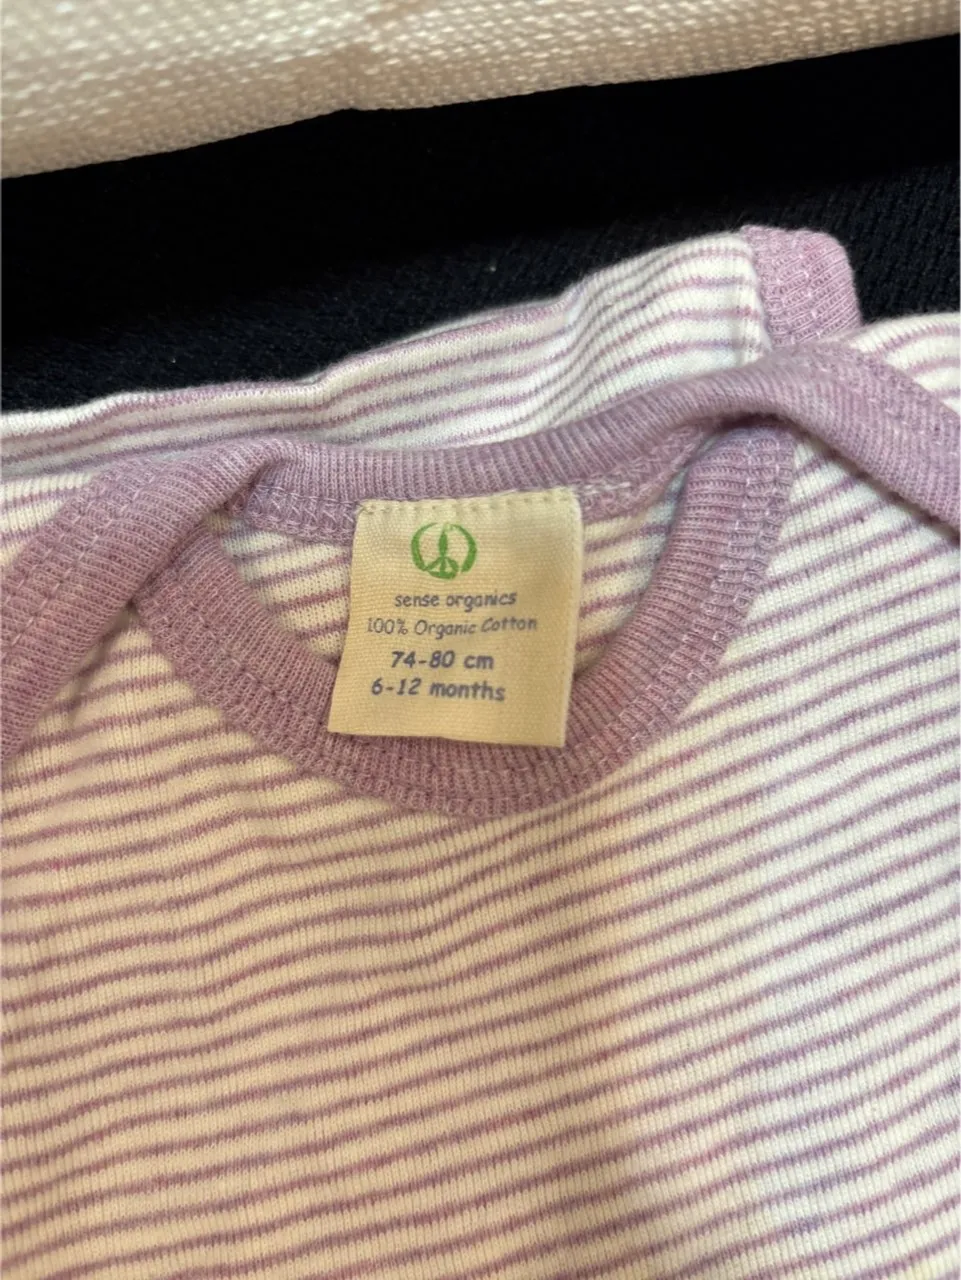 sense organics
100% Organic Cotton
74-80 cm
6-12 months